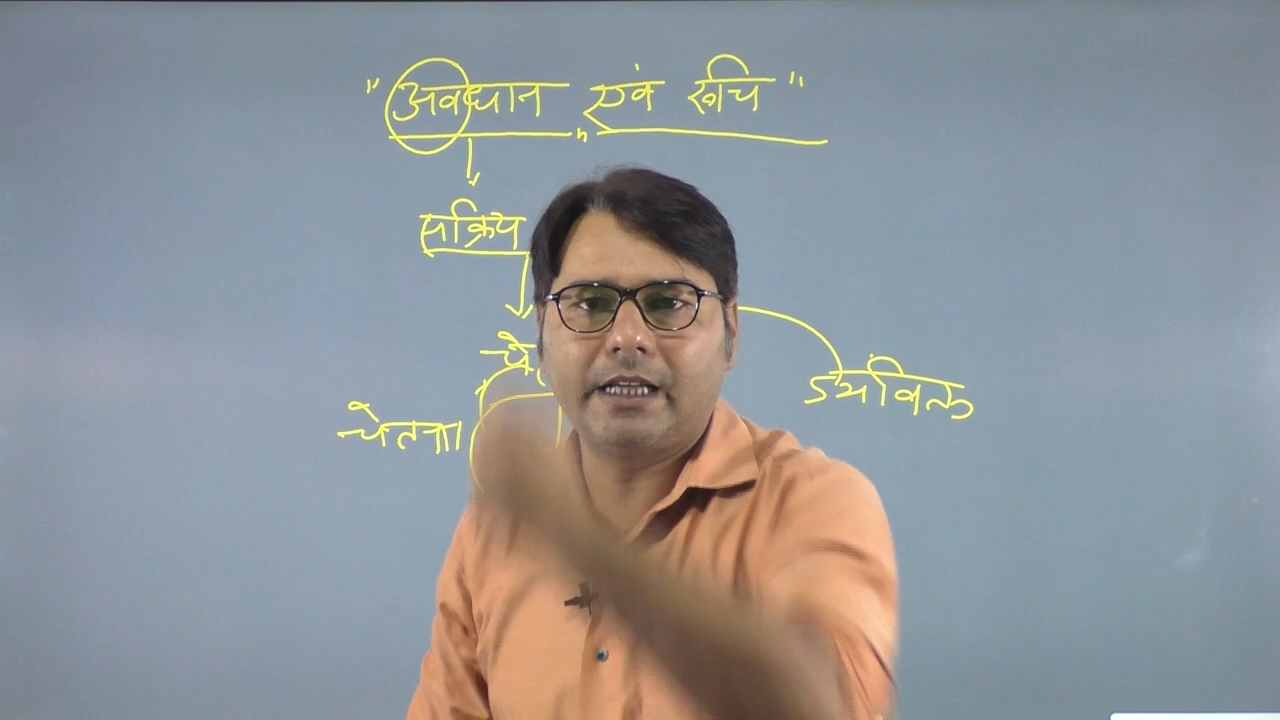 "अवधान एवं रूचि"
सक्रिय
चे
चेतना
व्यक्ति